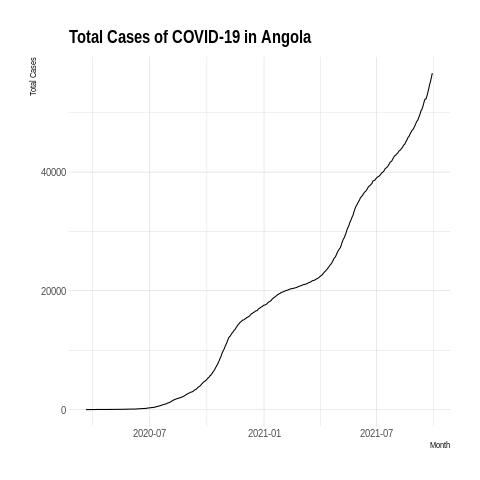 Total Cases of COVID-19 in Angola
Total Cases
40000
20000
0
2020-07
2021-01
2021-07
Month